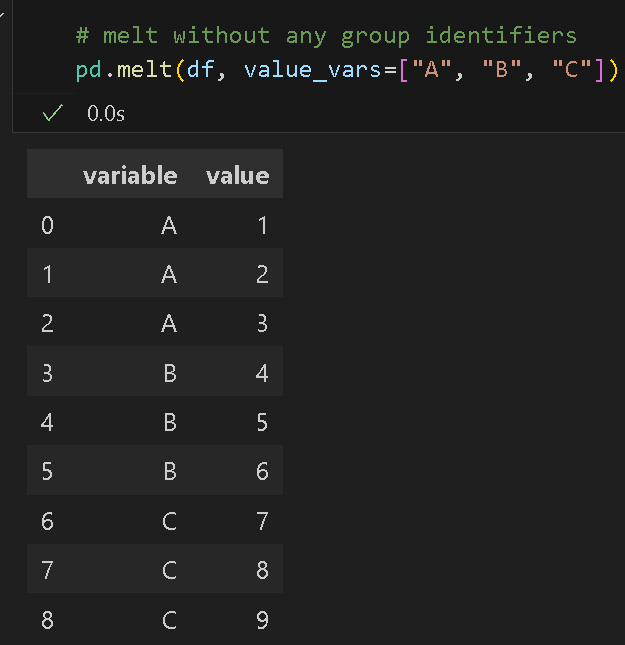 # melt without any group identifiers
pd.melt(df, value_vars=["A", "B", "C"])
0.0s
variable value
0 A 1
1 A 2
2 A 3
3 B 4
4 B 5
5 B 6
6 C 7
7 C 8
8 C 9